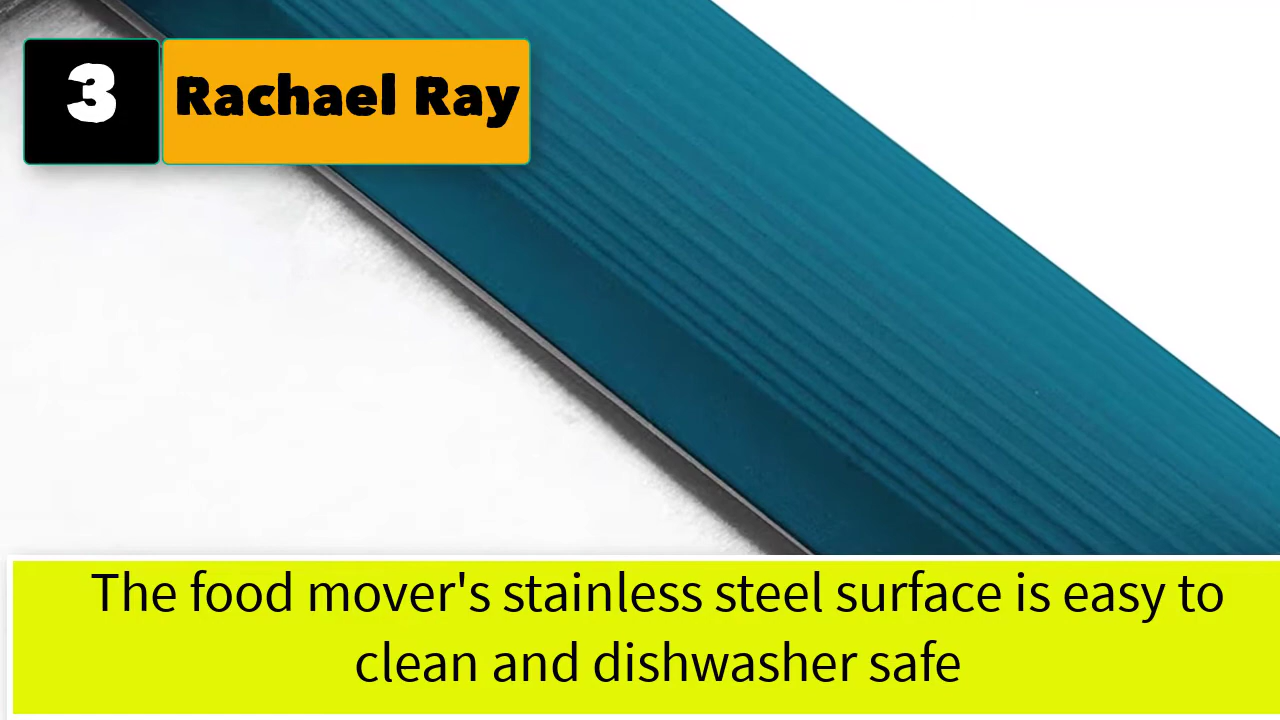 3
Rachael Ray
The food mover's stainless steel surface is easy to
clean and dishwasher safe